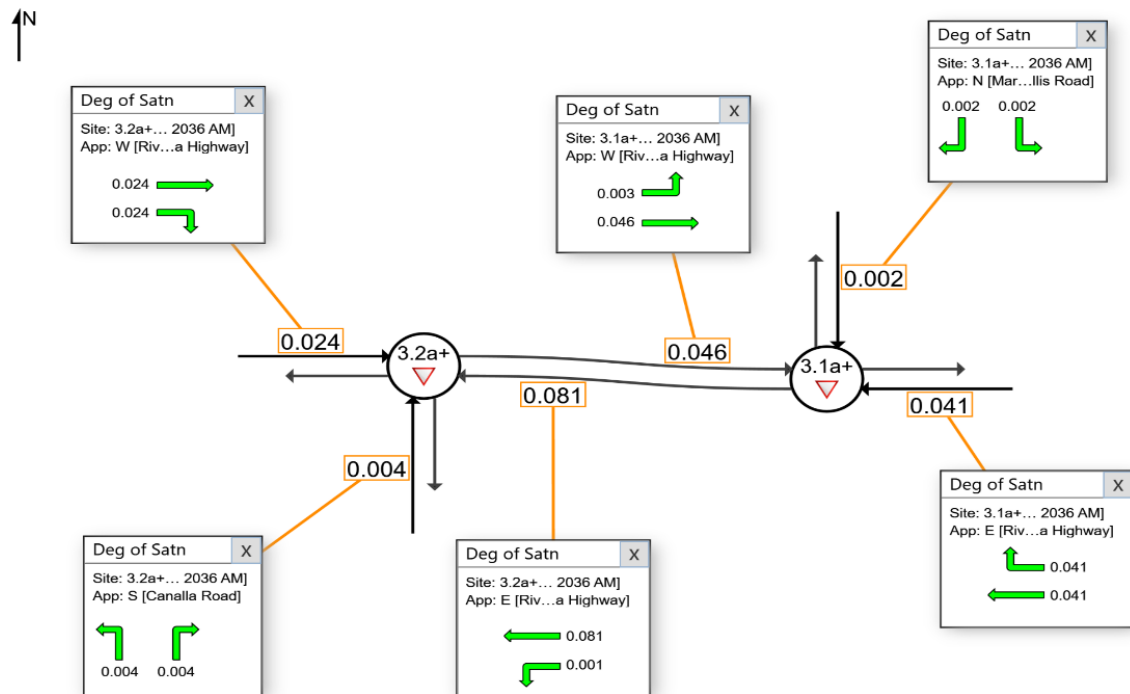 N
Deg of Satn X
Site: 3.2a+... 2036 AM]
App: W [Riv...a Highway]
0.024
0.024
Deg of Satn X
Site: 3.1a+... 2036 AM]
App: W [Riv...a Highway]
0.003
0.046
Deg of Satn X
Site: 3.1a+... 2036 AM]
App: N [Mar...llis Road]
0.002 0.002
0.024
3.2a+
0.046
3.1a+
0.002
0.081
0.041
0.004
Deg of Satn X
Site: 3.2a+... 2036 AM]
App: S [Canalla Road]
0.004 0.004
Deg of Satn X
Site: 3.2a+... 2036 AM]
App: E [Riv...a Highway]
0.081
0.001
Deg of Satn X
Site: 3.1a+... 2036 AM]
App: E [Riv...a Highway]
0.041
0.041